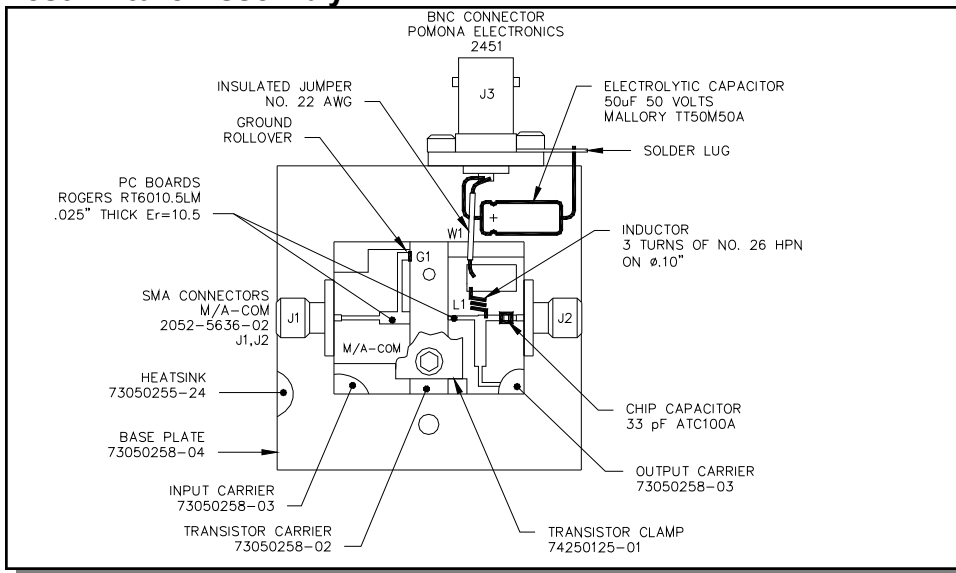 BNC CONNECTOR
POMONA ELECTRONICS
2451
J3
INSULATED JUMPER
NO. 22 AWG
GROUND
ROLLOVER
ELECTROLYTIC CAPACITOR
50uF 50 VOLTS
MALLORY TT50M50A
SOLDER LUG
PC BOARDS
ROGERS RT6010.5LM
.025" THICK Er=10.5
+
W1
INDUCTOR
3 TURNS OF NO. 26 HPN
ON ø.10"
G1
L1
SMA CONNECTORS
M/A-COM
2052-5636-02
J1,J2
J1
J2
M/A-COM
HEATSINK
73050255-24
CHIP CAPACITOR
33 pF ATC100A
BASE PLATE
73050258-04
OUTPUT CARRIER
73050258-03
INPUT CARRIER
73050258-03
TRANSISTOR CARRIER
73050258-02
TRANSISTOR CLAMP
74250125-01